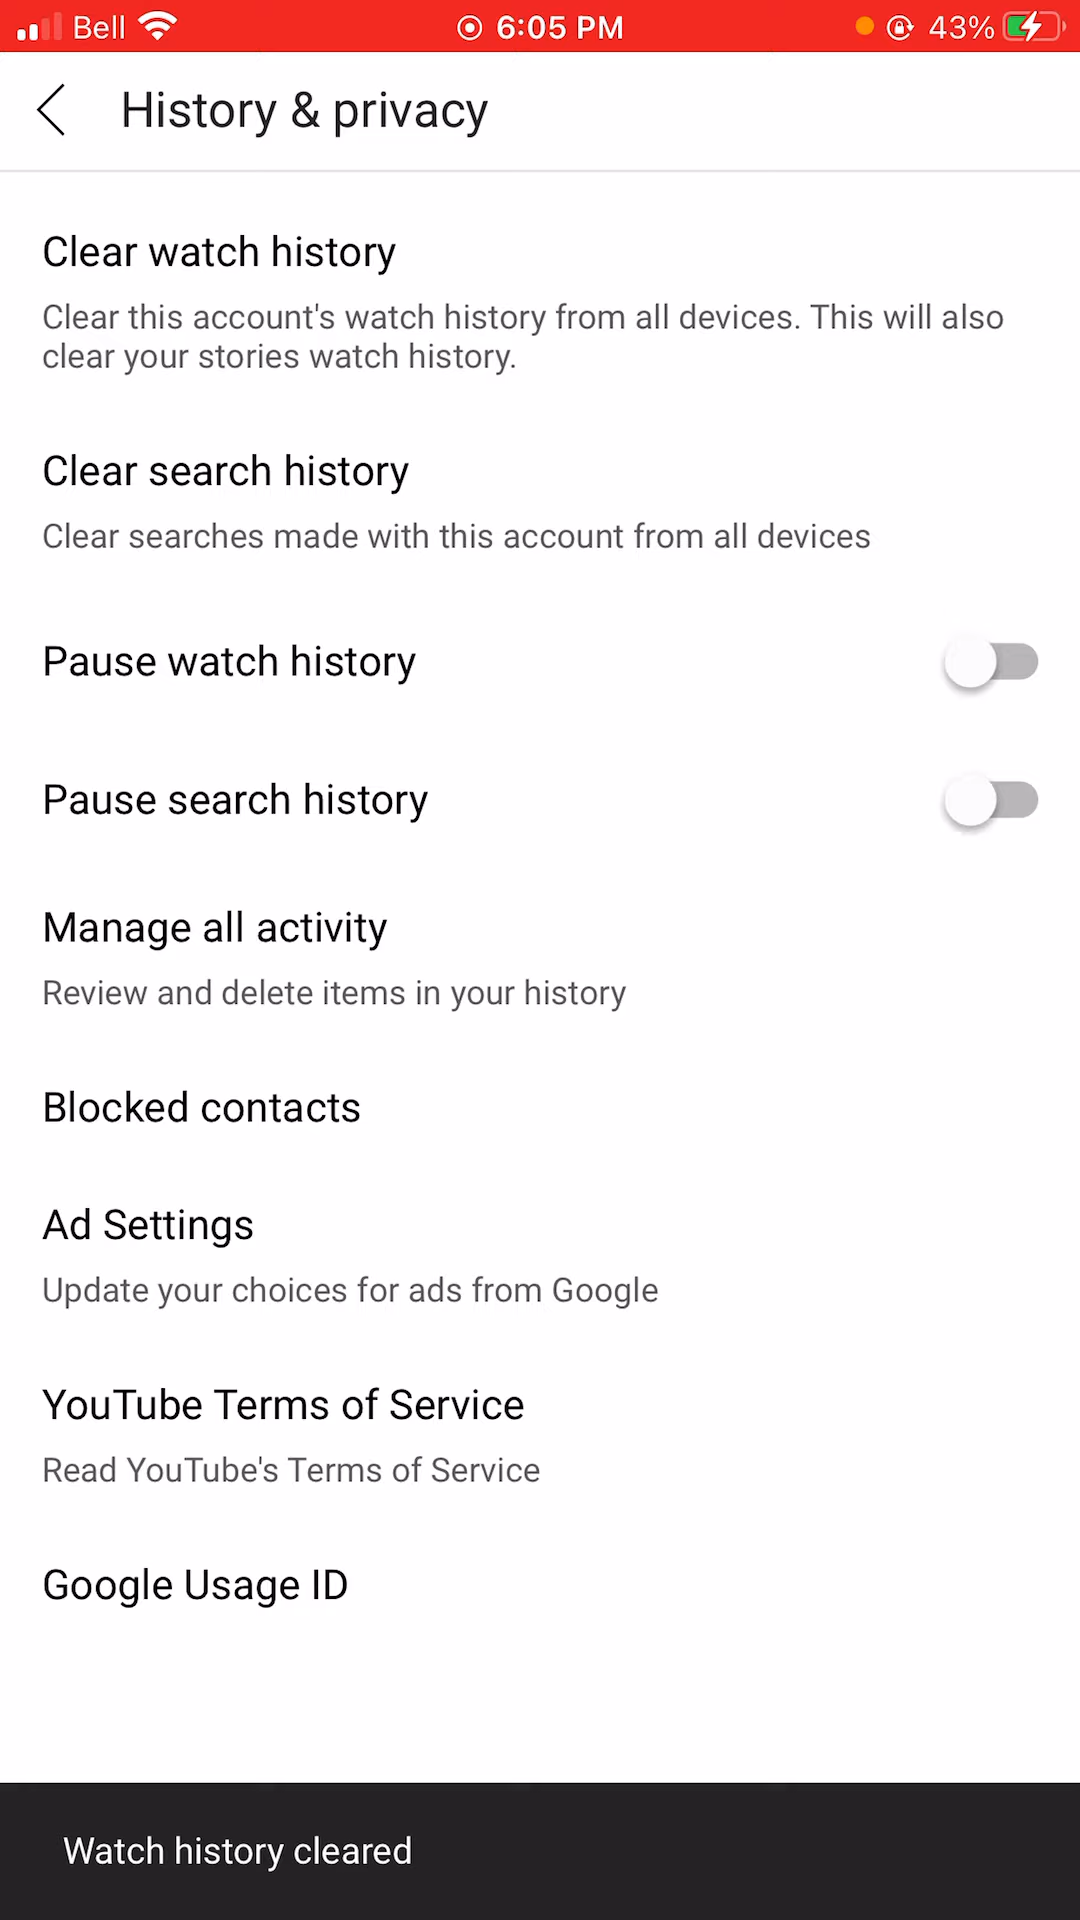 Bell 6:05 PM 43%
History & privacy
Clear watch history
Clear this account's watch history from all devices. This will also
clear your stories watch history.
Clear search history
Clear searches made with this account from all devices
Pause watch history
Pause search history
Manage all activity
Review and delete items in your history
Blocked contacts
Ad Settings
Update your choices for ads from Google
YouTube Terms of Service
Read YouTube's Terms of Service
Google Usage ID
Watch history cleared